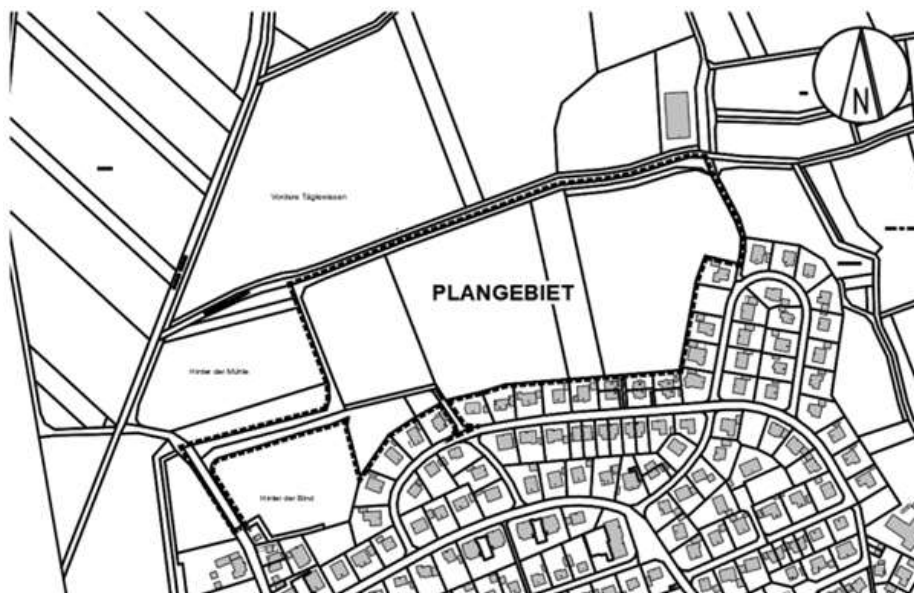 N
Vordere Täglewiesen
PLANGEBIET
Hinter der Mühle
Hinter der Bind